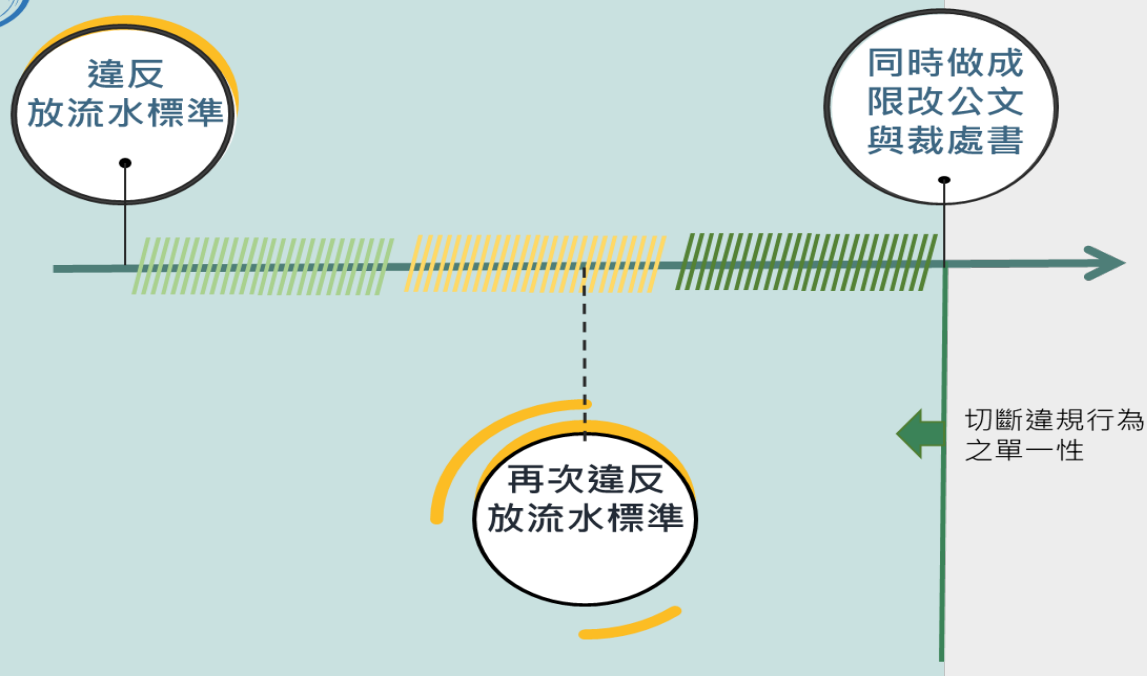 違反
放流水標準
同時做成
限改公文
與裁處書
切斷違規行為
之單一性
再次違反
放流水標準